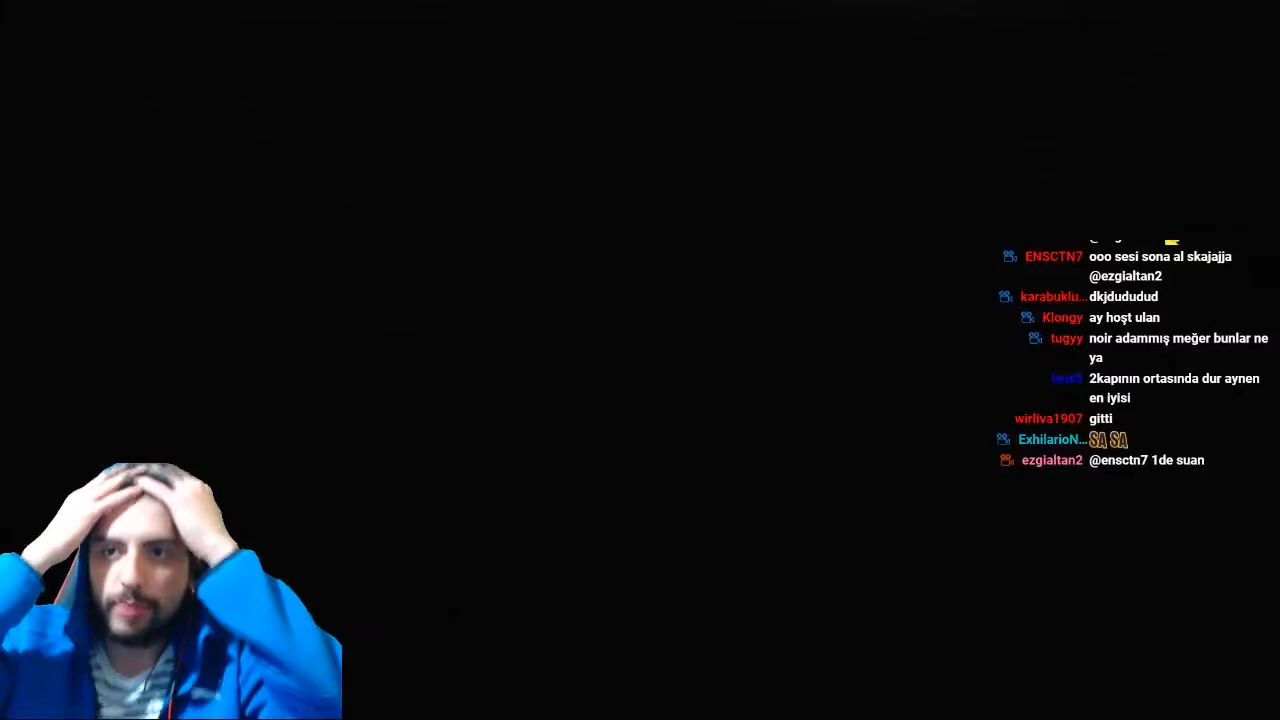 ENSCTN7 ooo sesi sona al skajajja
@ezgialtan2
karabuklu... dkjdududud
Klongy ay hoşt ulan
tugyy noir adammış meğer bunlar ne
ya
2kapının ortasında dur aynen
en iyisi
wirliva1907 gitti
ExhilarioN... SA SA
ezgialtan2 @ensctn7 1de suan